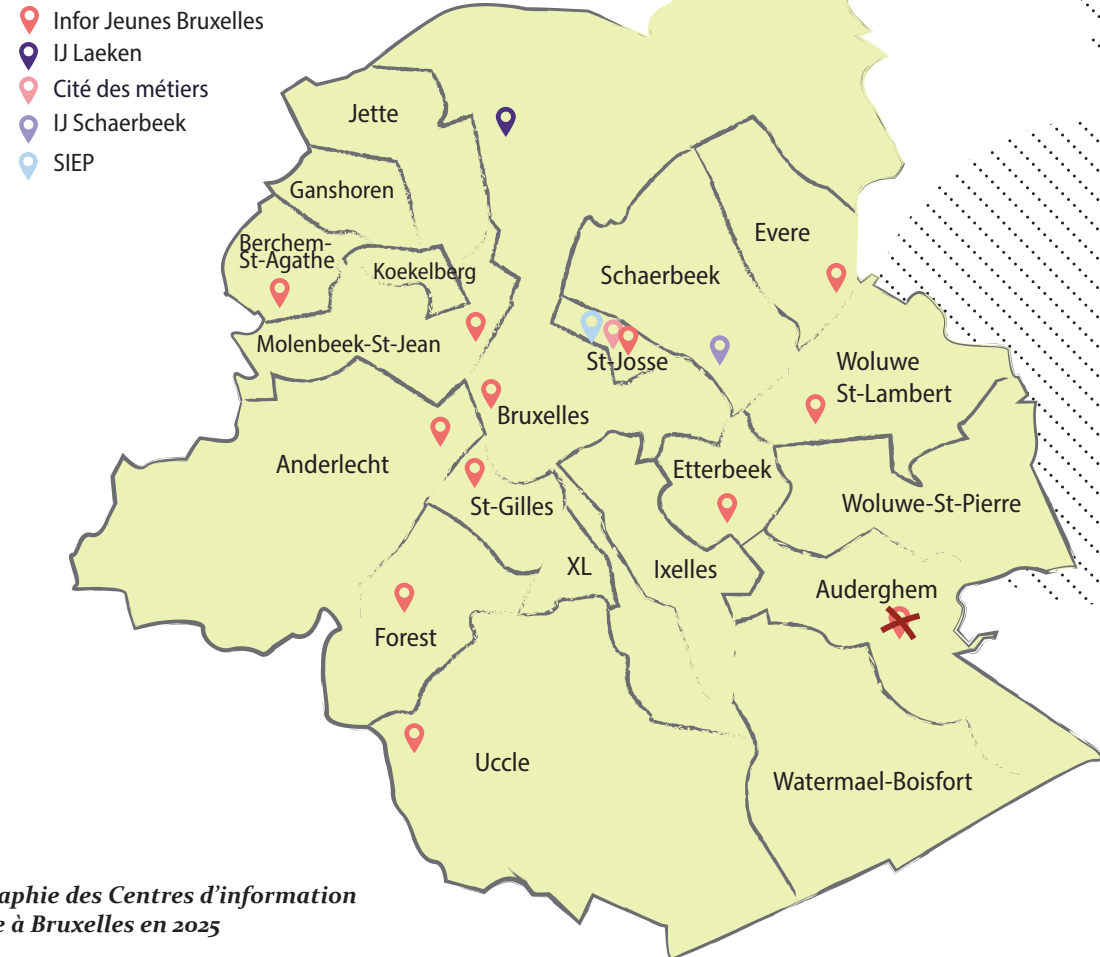 Infor Jeunes Bruxelles
IJ Laeken
Cité des métiers
IJ Schaerbeek
SIEP
Jette
Ganshoren
Berchem-
St-Agathe
Koekelberg
Evere
Schaerbeek
Molenbeek-St-Jean
St-Josse
Woluwe
St-Lambert
Bruxelles
Anderlecht
Etterbeek
St-Gilles
Woluwe-St-Pierre
XL
Ixelles
Auderghem
Forest
Uccle
Watermael-Boisfort
aphie des Centres d'information
e à Bruxelles en 2025